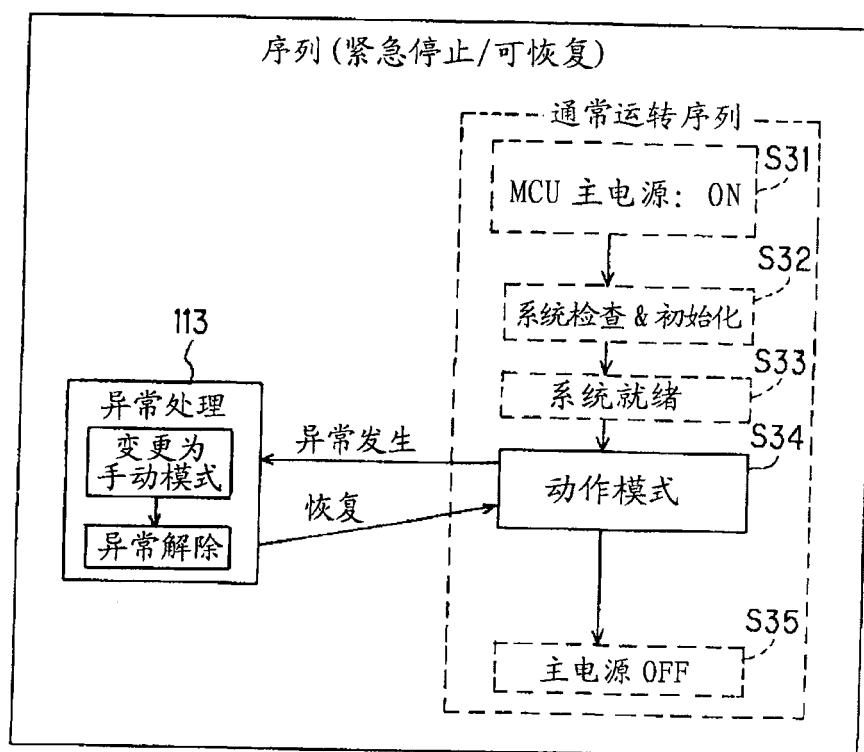 序列(紧急停止/可恢复)
通常运转序列
S31
MCU 主电源: ON
S32
系统检查&初始化
S33
系统就绪
S34
动作模式
113
异常处理
变更为
手动模式
异常解除
异常发生
恢复
S35
主电源 OFF